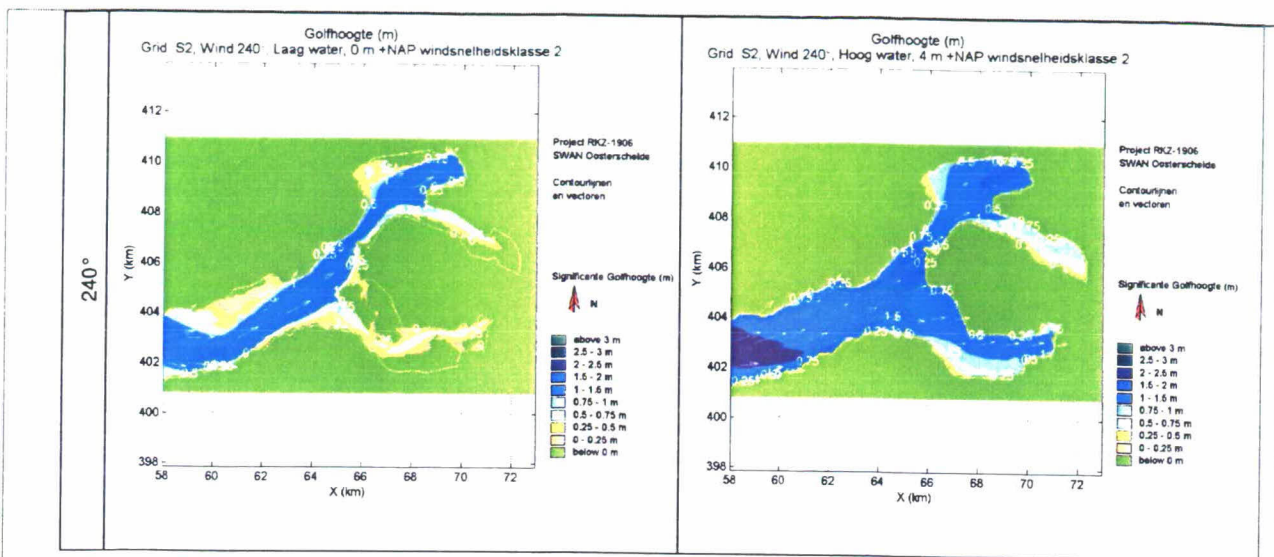 240°
Golfhoogte (m)
Grid S2, Wind 240°, Laag water, 0 m +NAP windsnelheidsklasse 2
412
410
408
406
404
402
400
398
Y (km)
58
60
62
64
66
68
70
72
X (km)
Project RKZ-1906
SWAN Oosterschelde
Contourlijnen
en vectoren
Significante Golfhoogte (m)
N
above 3 m
2.5 - 3 m
2 - 2.5 m
1.5 - 2 m
1 - 1.5 m
0.75 - 1 m
0.5 - 0.75 m
0.25 - 0.5 m
0 - 0.25 m
below 0 m
Golfhoogte (m)
Grid S2, Wind 240°, Hoog water, 4 m +NAP windsnelheidsklasse 2
412
410
408
406
404
402
400
398
Y (km)
58
60
62
64
66
68
70
72
X (km)
Project RKZ-1906
SWAN Oosterschelde
Contourlijnen
en vectoren
Significante Golfhoogte (m)
N
above 3 m
2.5 - 3 m
2 - 2.5 m
1.5 - 2 m
1 - 1.5 m
0.75 - 1 m
0.5 - 0.75 m
0.25 - 0.5 m
0 - 0.25 m
below 0 m